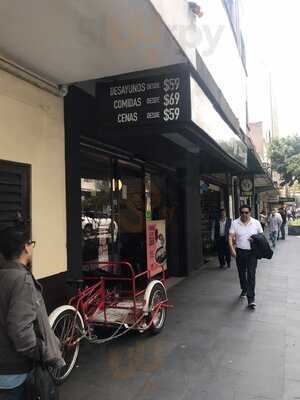 DESAYUNOS DESDE $59
COMIDAS DESDE $69
CENAS DESDE $59